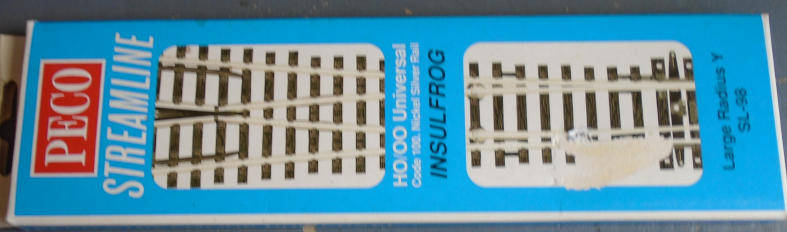 PECO
STREAMLINE
HO/OO Universal
Code 100, Nickel Silver Rail
INSULFROG
Large Radius Y
SL-98